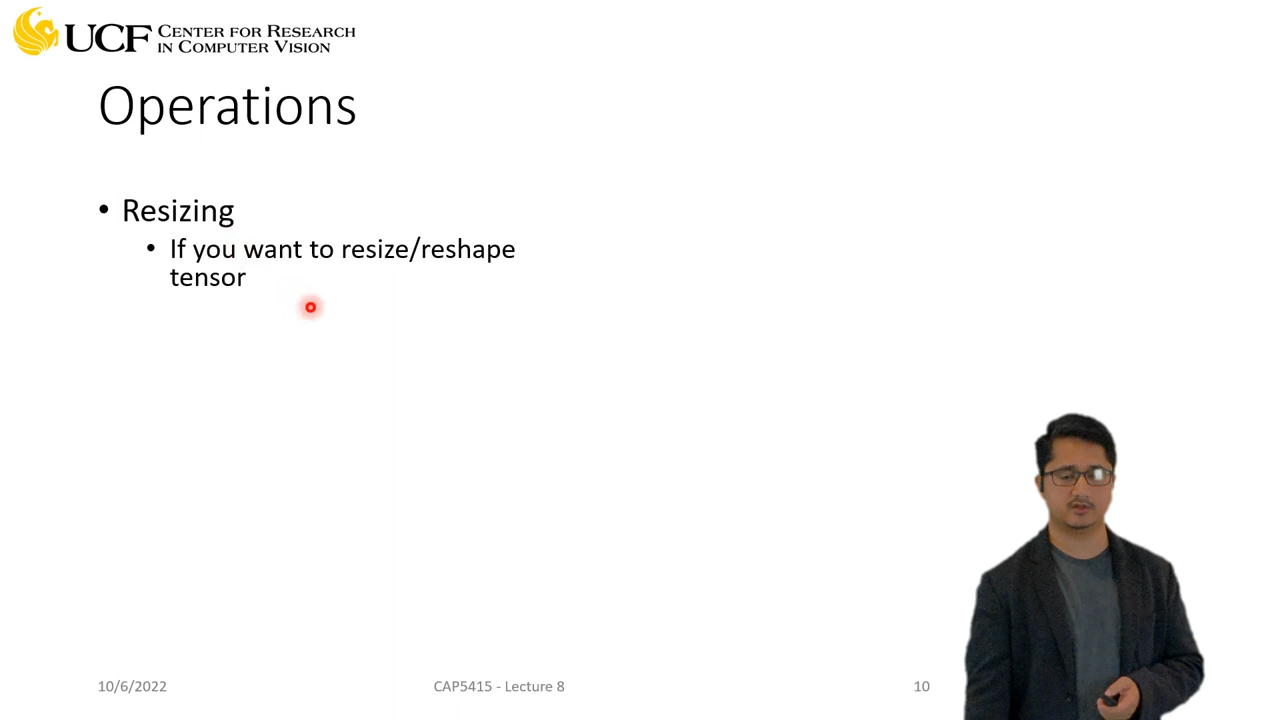 UCF CENTER FOR RESEARCH
IN COMPUTER VISION
Operations
• Resizing
• If you want to resize/reshape
tensor
10/6/2022
CAP5415 - Lecture 8
10